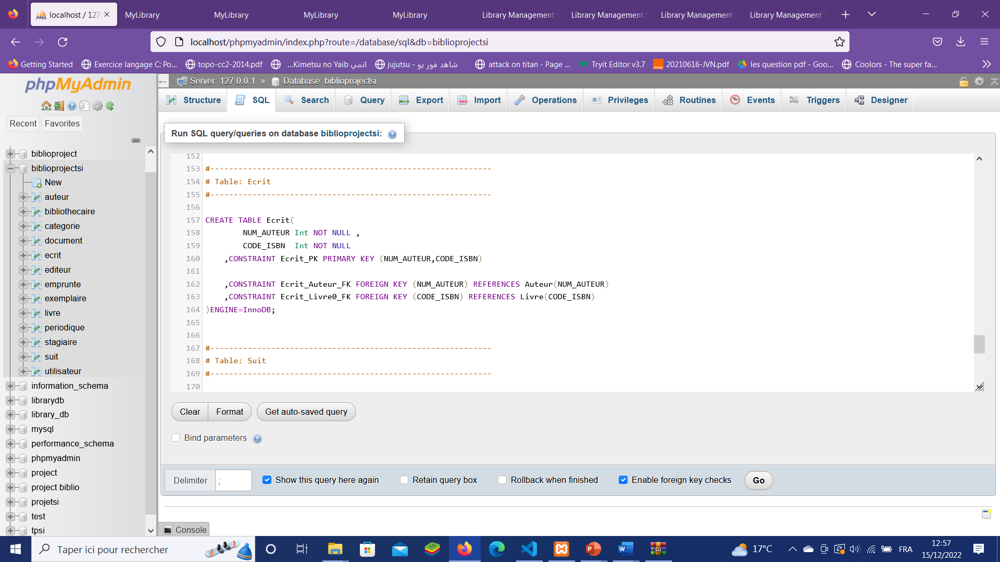 localhost / 127.
MyLibrary
MyLibrary
MyLibrary
MyLibrary
Library Management
Library Management
Library Management
Library Management
localhost/phpmyadmin/index.php?route=/database/sql&db=biblioprojectsi
Getting Started
Exercice langage C: Po...
topo-cc2-2014.pdf
انمي Kimetsu no Yaib...
شاهد فور يو - jujutsu
attack on titan - Page ...
Tryit Editor v3.7
20210616-JVN.pdf
les question pdf - Goo...
Coolors - The super fa...
phpMyAdmin
Recent
Favorites
biblioproject
biblioprojectsi
New
auteur
bibliothecaire
categorie
document
ecrit
editeur
emprunte
exemplaire
livre
periodique
stagiaire
suit
utilisateur
information_schema
librarydb
library_db
mysql
performance_schema
phpmyadmin
project
project biblio
projetsi
test
tpsi
Server: 127.0.0.1 » Database: biblioprojectsi
Structure
SQL
Search
Query
Export
Import
Operations
Privileges
Routines
Events
Triggers
Designer
Run SQL query/queries on database biblioprojectsi:
152
153 #------------------------------------------------------------
154 # Table: Ecrit
155 #------------------------------------------------------------
156
157 CREATE TABLE Ecrit(
158 NUM_AUTEUR Int NOT NULL ,
159 CODE_ISBN Int NOT NULL
160 ,CONSTRAINT Ecrit_PK PRIMARY KEY (NUM_AUTEUR,CODE_ISBN)
161
162 ,CONSTRAINT Ecrit_Auteur_FK FOREIGN KEY (NUM_AUTEUR) REFERENCES Auteur(NUM_AUTEUR)
163 ,CONSTRAINT Ecrit_Livre0_FK FOREIGN KEY (CODE_ISBN) REFERENCES Livre(CODE_ISBN)
164 )ENGINE=InnoDB;
165
166
167 #------------------------------------------------------------
168 # Table: Suit
169 #------------------------------------------------------------
170
Clear
Format
Get auto-saved query
Bind parameters
Delimiter
;
Show this query here again
Retain query box
Rollback when finished
Enable foreign key checks
Go
Console
Taper ici pour rechercher
17°C
FRA
12:57
15/12/2022